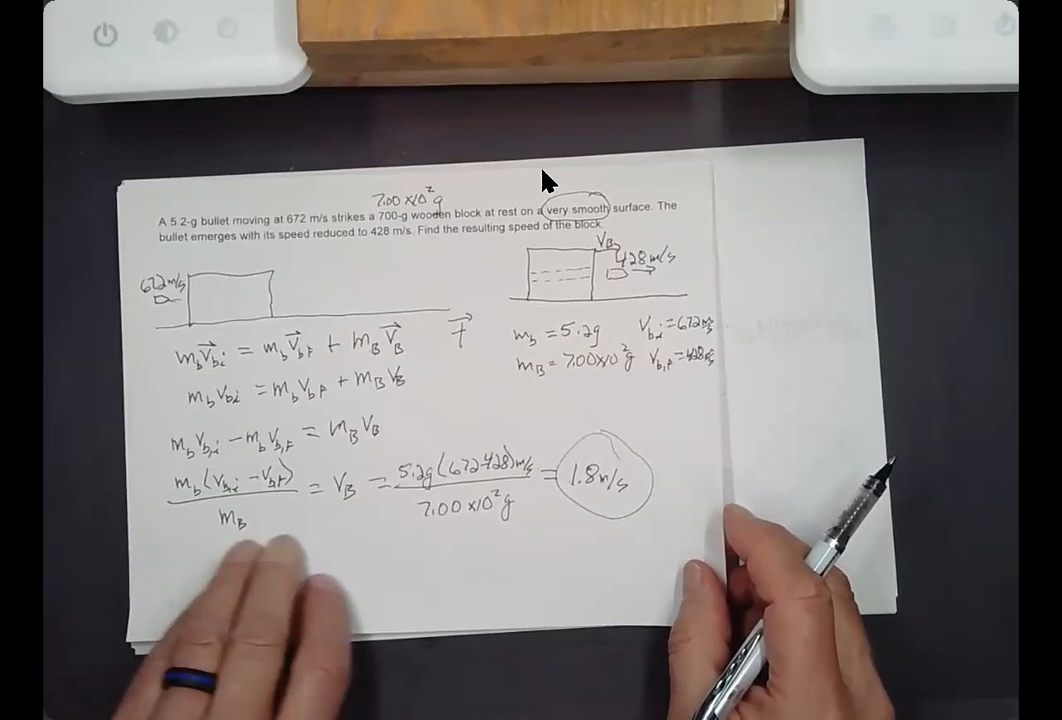 7.00 x10² g
A 5.2-g bullet moving at 672 m/s strikes a 700-g wooden block at rest on a very smooth surface. The
bullet emerges with its speed reduced to 428 m/s. Find the resulting speed of the block.
672 m/s
V_B
428 m/s
m_b V⃗_bi = m_b V⃗_bf + m_B V⃗_B
m_b = 5.2g V_bi = 672 m/s
m_B = 7.00x10² g V_b,f = 428 m/s
m_b V_bi = m_b V_bf + m_B V_B
m_b V_b,i - m_b V_b,f = m_B V_B
m_b (V_b,i - V_bf) / m_B = V_B = 5.2g (672-428) m/s / 7.00 x10² g = 1.8 m/s